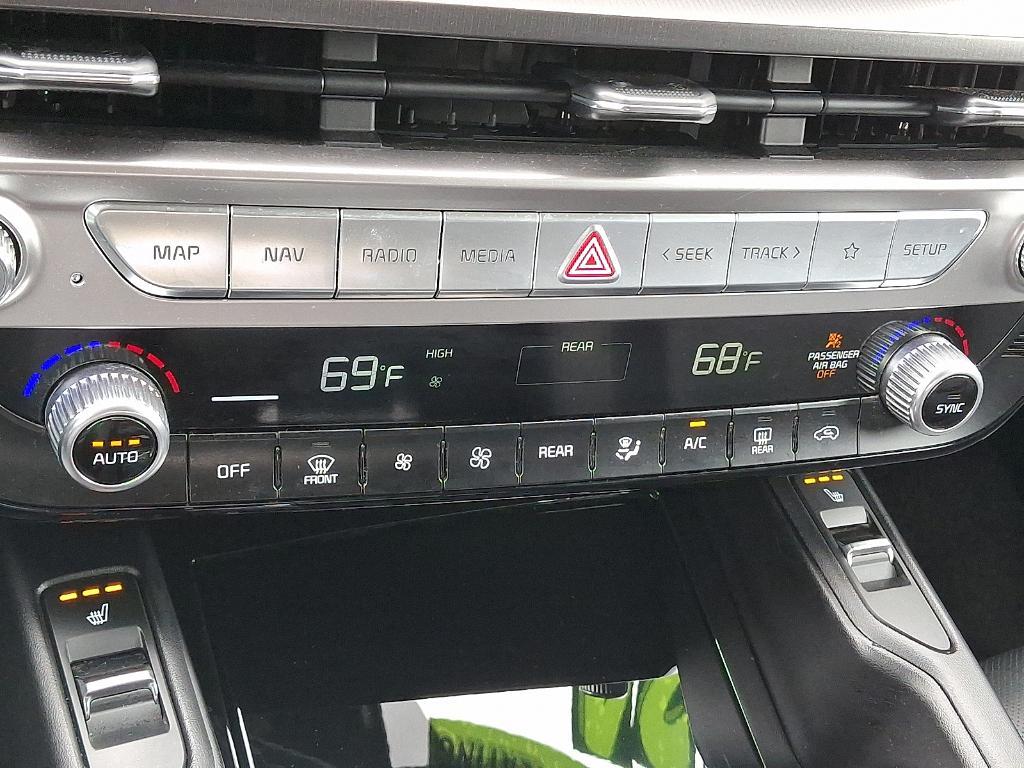 MAP
NAV
RADIO
MEDIA
< SEEK
TRACK >
SETUP
69°F
HIGH
REAR
68°F
PASSENGER
AIR BAG
OFF
SYNC
AUTO
OFF
FRONT
REAR
A/C
REAR